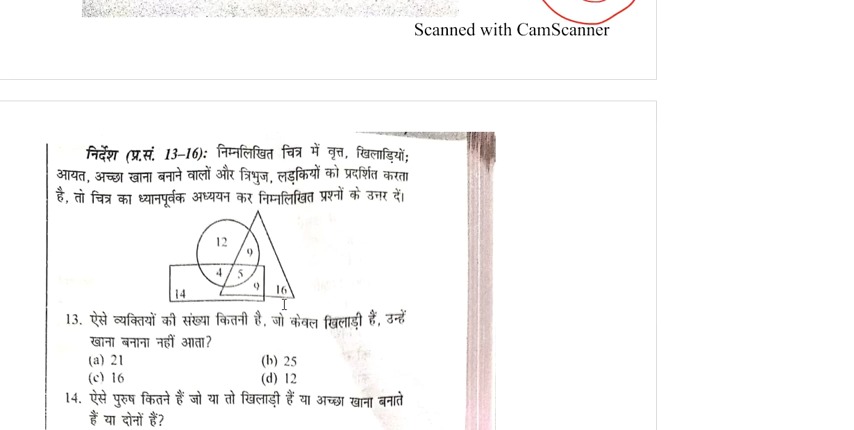 Scanned with CamScanner
निर्देश (प्र.सं. 13–16): निम्नलिखित चित्र में वृत्त, खिलाड़ियों;
आयत, अच्छा खाना बनाने वालों और त्रिभुज, लड़कियों को प्रदर्शित करता
है, तो चित्र का ध्यानपूर्वक अध्ययन कर निम्नलिखित प्रश्नों के उत्तर दें।
12
9
4 5
14 9 16
13. ऐसे व्यक्तियों की संख्या कितनी है, जो केवल खिलाड़ी हैं, उन्हें
खाना बनाना नहीं आता?
(a) 21 (b) 25
(c) 16 (d) 12
14. ऐसे पुरुष कितने हैं जो या तो खिलाड़ी हैं या अच्छा खाना बनाते
हैं या दोनों हैं?